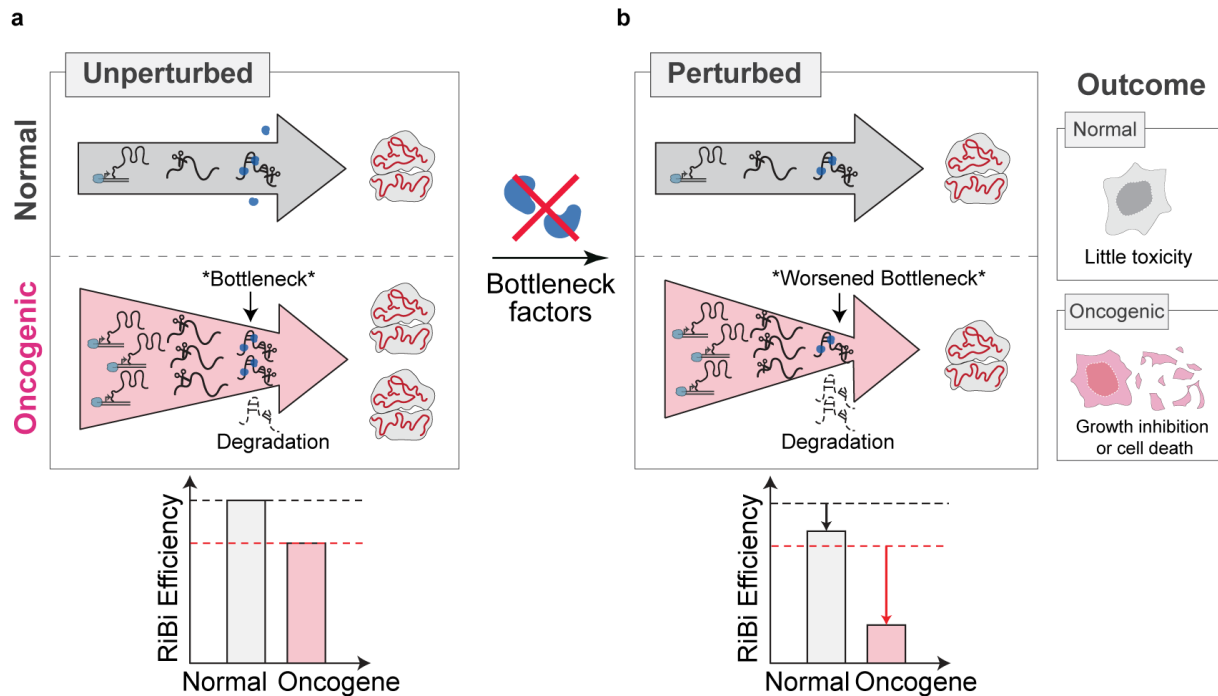 a
Unperturbed
Normal
Oncogenic
*Bottleneck*
Degradation
RiBi Efficiency
Normal
Oncogene
Bottleneck
factors
b
Perturbed
*Worsened Bottleneck*
Degradation
RiBi Efficiency
Normal
Oncogene
Outcome
Normal
Little toxicity
Oncogenic
Growth inhibition
or cell death